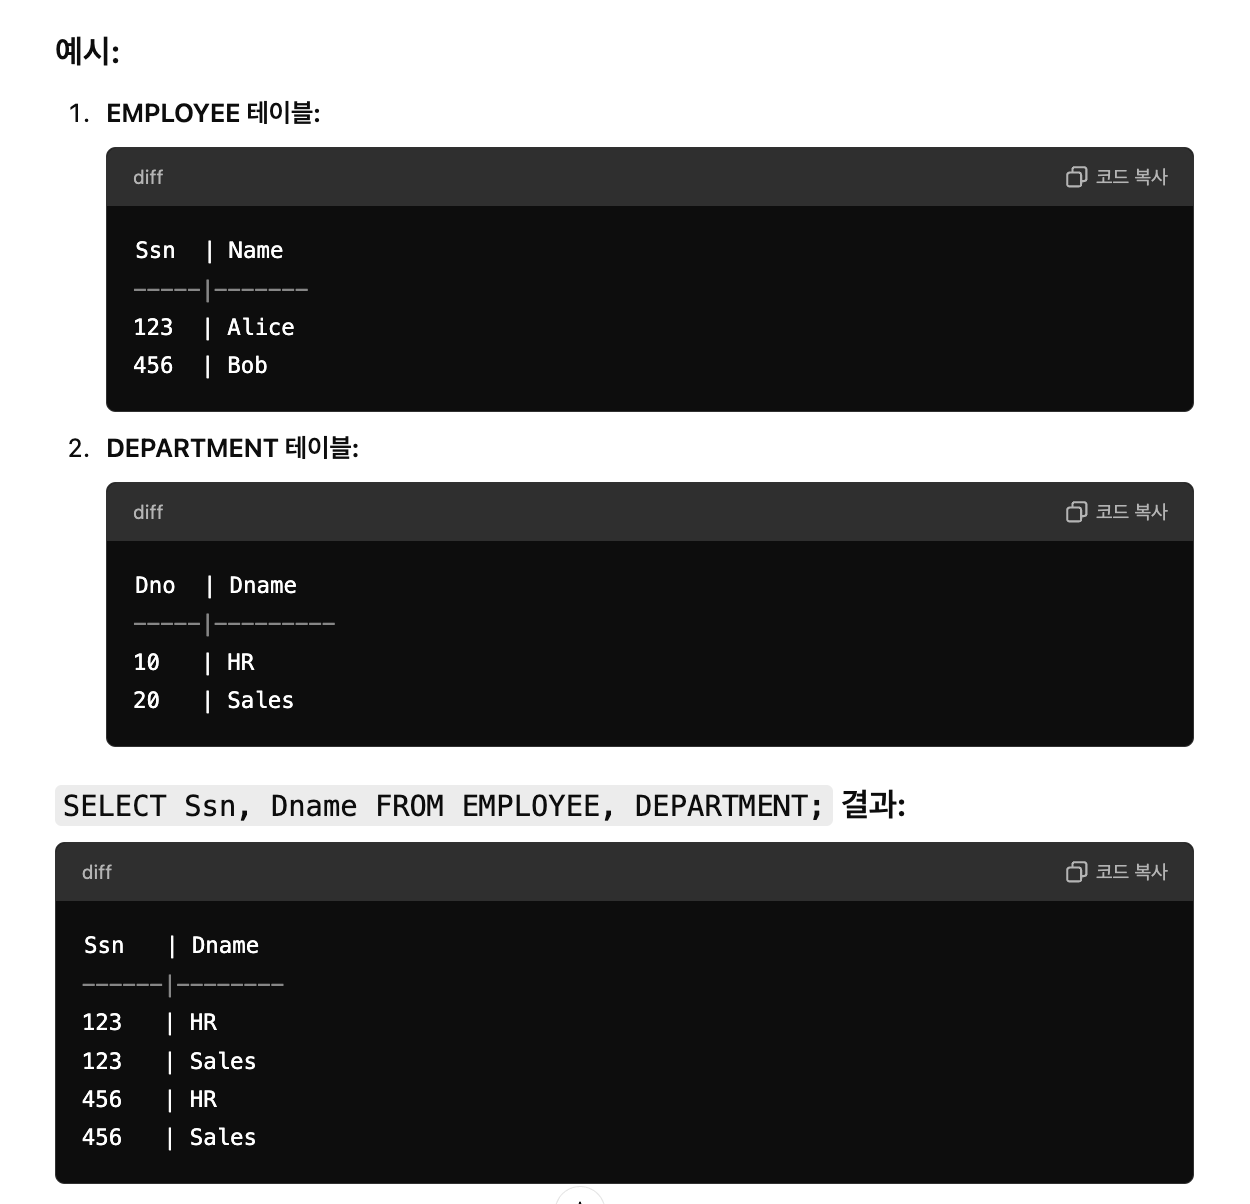 예시:
1. EMPLOYEE 테이블:
diff
코드 복사
Ssn  | Name
-----|-------
123  | Alice
456  | Bob
2. DEPARTMENT 테이블:
diff
코드 복사
Dno  | Dname
-----|---------
10   | HR
20   | Sales
SELECT Ssn, Dname FROM EMPLOYEE, DEPARTMENT; 결과:
diff
코드 복사
Ssn   | Dname
------|--------
123   | HR
123   | Sales
456   | HR
456   | Sales